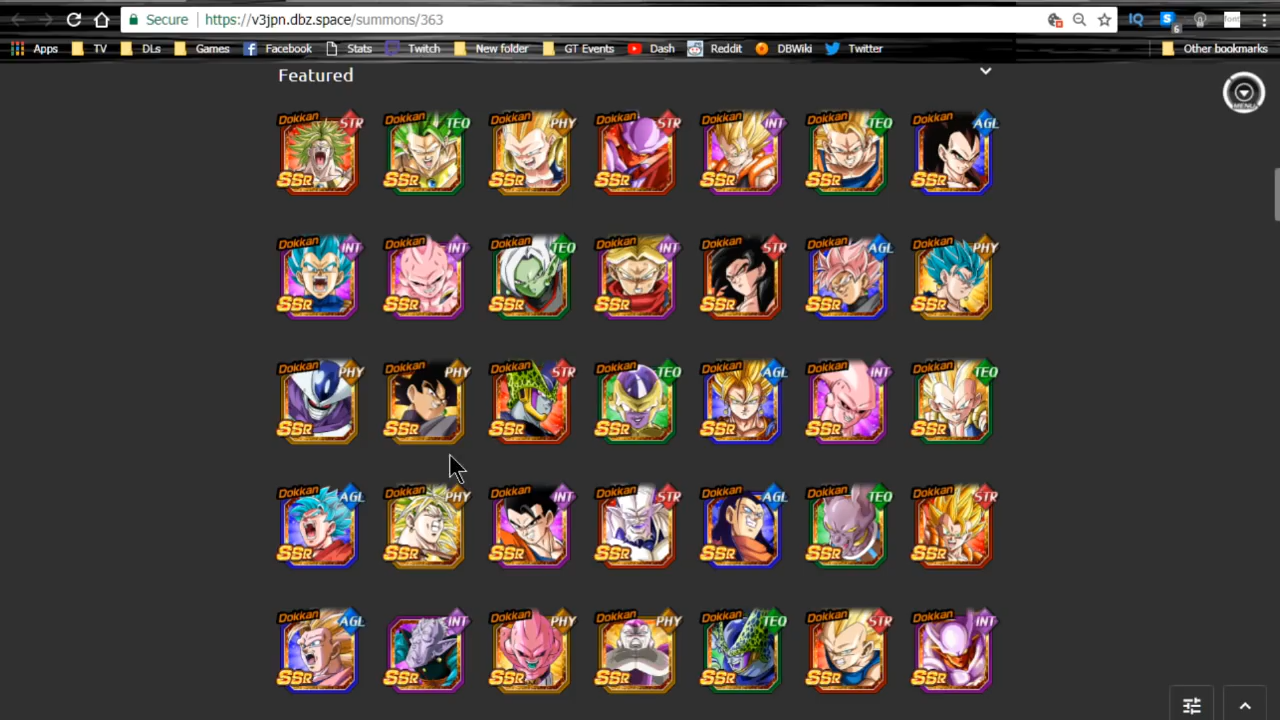 Secure https://v3jpn.dbz.space/summons/363 IQ S 6 font
Apps TV DLs Games Facebook Stats Twitch New folder GT Events Dash Reddit DBWiki Twitter Other bookmarks
Featured
MENU
Dokkan STR Dokkan TEQ Dokkan PHY Dokkan STR Dokkan INT Dokkan TEQ Dokkan AGL
SSR SSR SSR SSR SSR SSR SSR
Dokkan INT Dokkan INT Dokkan TEQ Dokkan INT Dokkan STR Dokkan AGL Dokkan PHY
SSR SSR SSR SSR SSR SSR SSR
Dokkan PHY Dokkan PHY Dokkan STR Dokkan TEQ Dokkan AGL Dokkan INT Dokkan TEQ
SSR SSR SSR SSR SSR SSR SSR
Dokkan AGL Dokkan PHY Dokkan INT Dokkan STR Dokkan AGL Dokkan TEQ Dokkan STR
SSR SSR SSR SSR SSR SSR SSR
Dokkan AGL Dokkan INT Dokkan PHY Dokkan PHY Dokkan TEQ Dokkan STR Dokkan INT
SSR SSR SSR SSR SSR SSR SSR